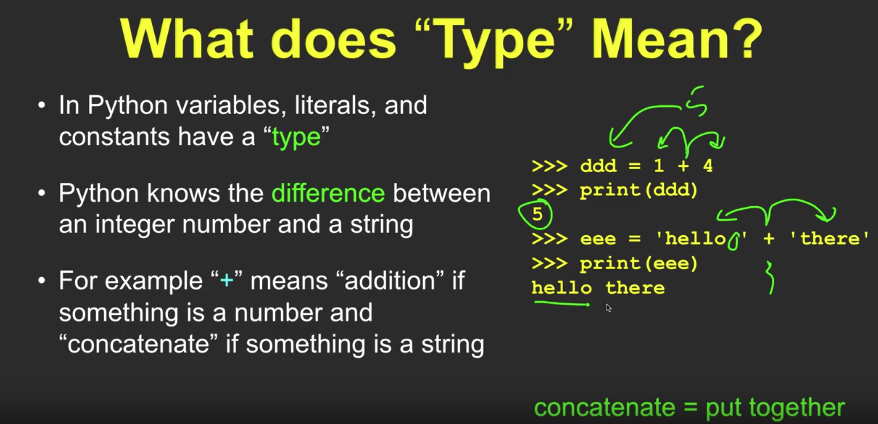 What does “Type” Mean?
• In Python variables, literals, and
constants have a “type”
• Python knows the difference between
an integer number and a string
• For example “+” means “addition” if
something is a number and
“concatenate” if something is a string
5
>>> ddd = 1 + 4
>>> print(ddd)
5
>>> eee = 'hello ' + 'there'
>>> print(eee)
hello there
concatenate = put together